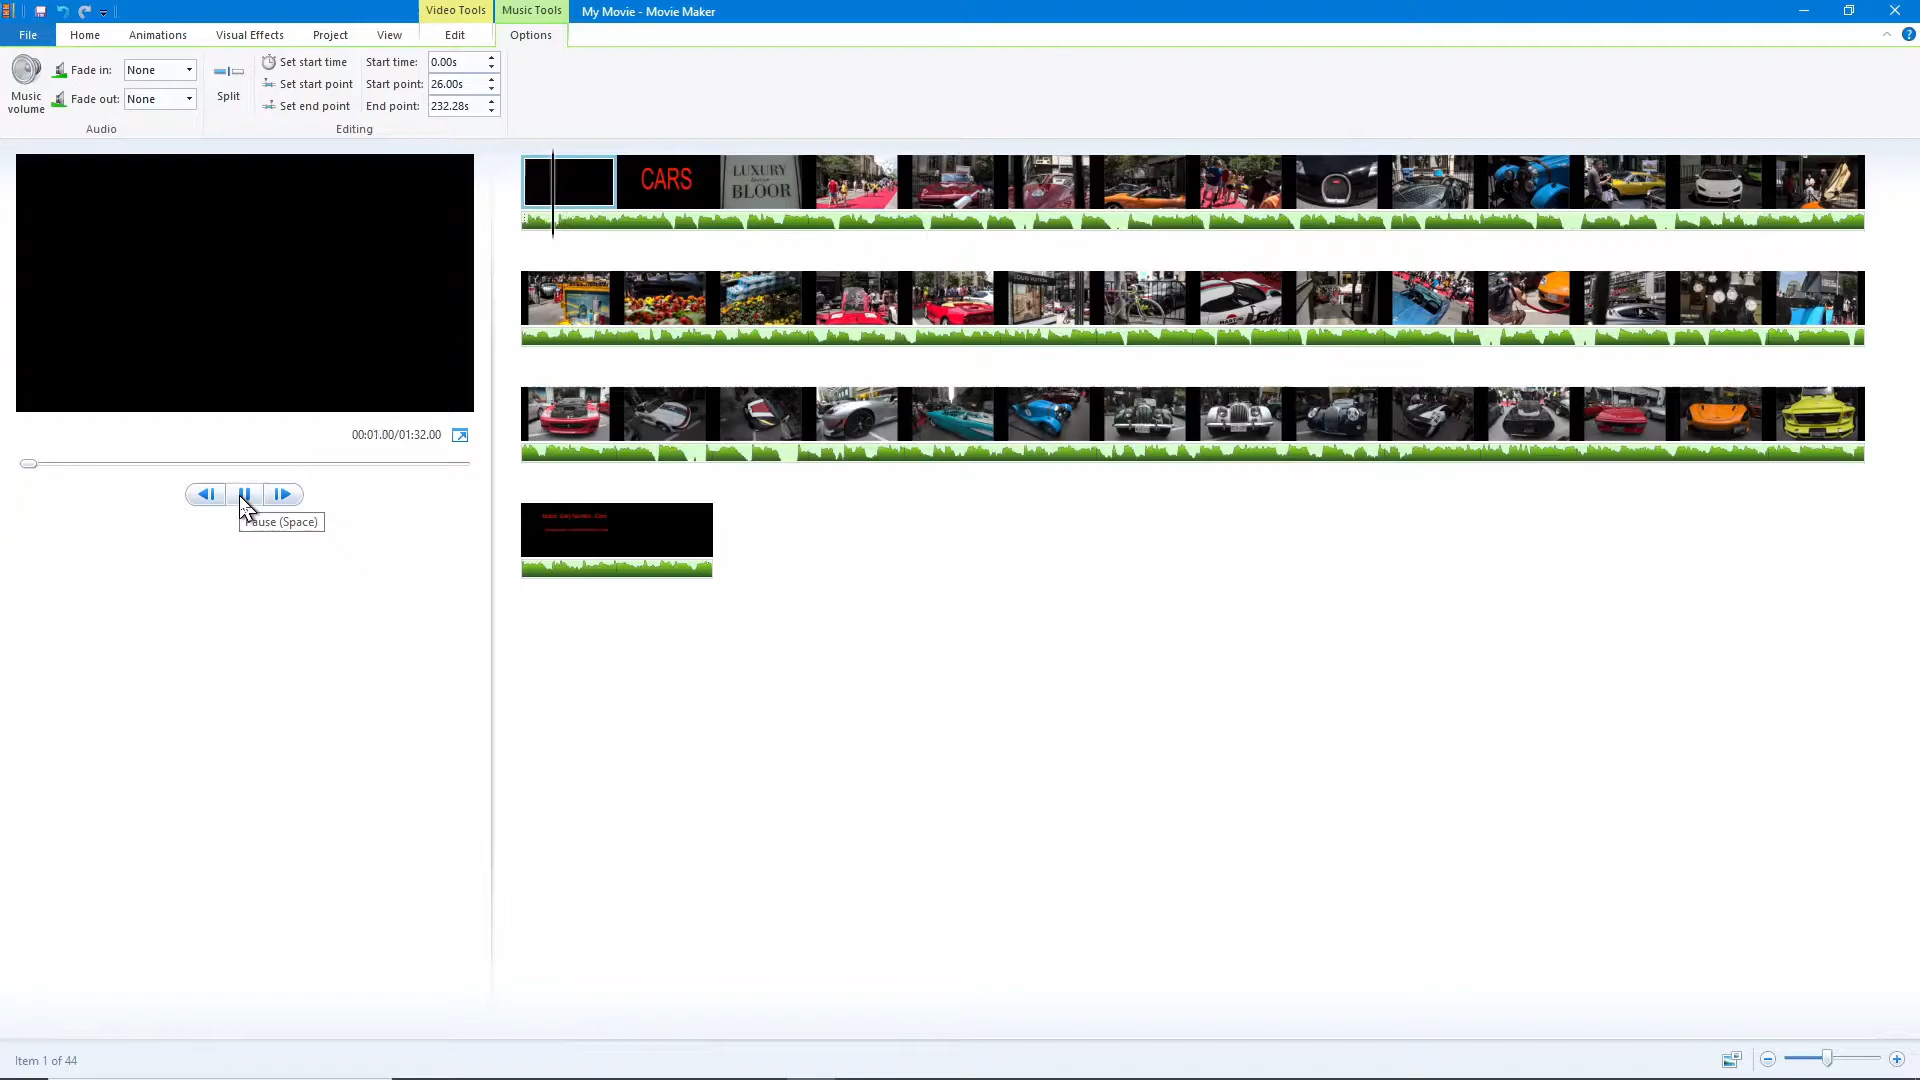 Video Tools
Music Tools
My Movie - Movie Maker
File
Home
Animations
Visual Effects
Project
View
Edit
Options
Music volume
Fade in:
None
Fade out:
None
Audio
Split
Set start time
Set start point
Set end point
Start time:
0.00s
Start point:
26.00s
End point:
232.28s
Editing
CARS
LUXURY
BLOOR
LOUIS VUITTON
00:01.00/01:32.00
Pause (Space)
Item 1 of 44